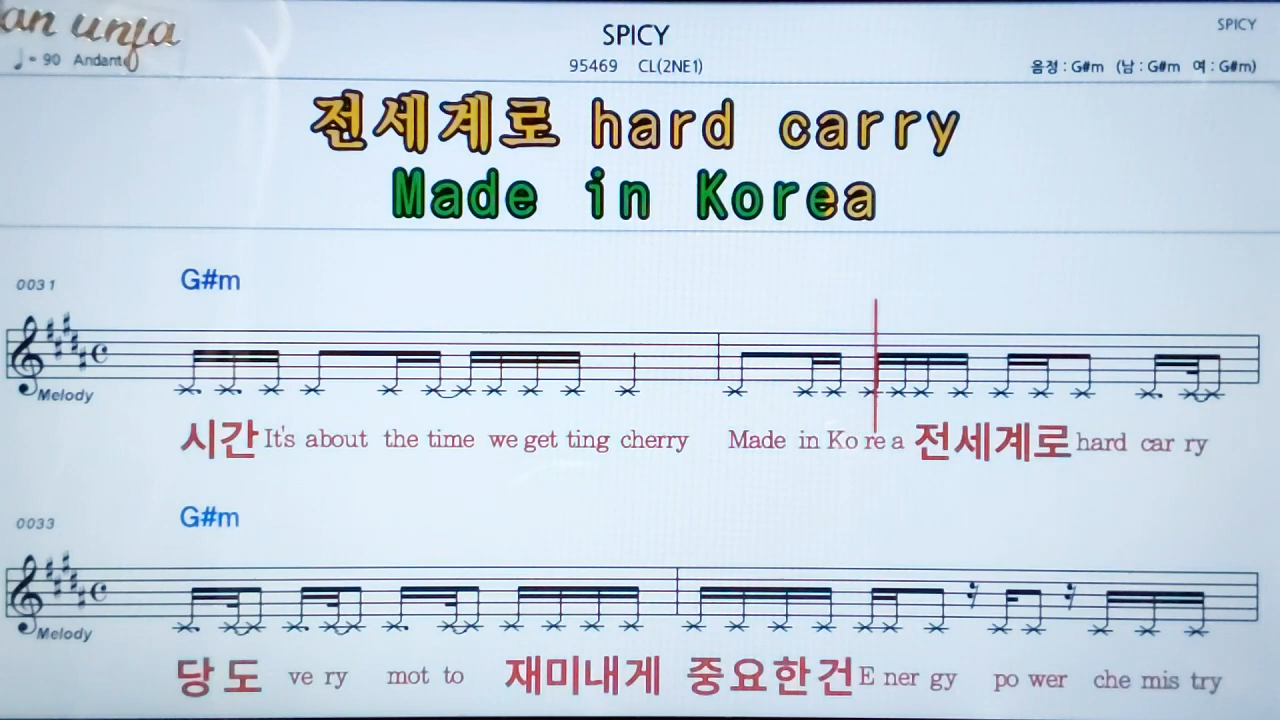 SPICY
SPICY
♩= 90 Andante
95469 CL(2NE1)
음정 : G#m (남 : G#m 여 : G#m)
전세계로 hard carry
Made in Korea
0031
G#m
Melody
시간 It's about the time we get ting cherry Made in Ko re a 전세계로 hard car ry
0033
G#m
Melody
당도 ve ry mot to 재미내게 중요한건 E ner gy po wer che mis try